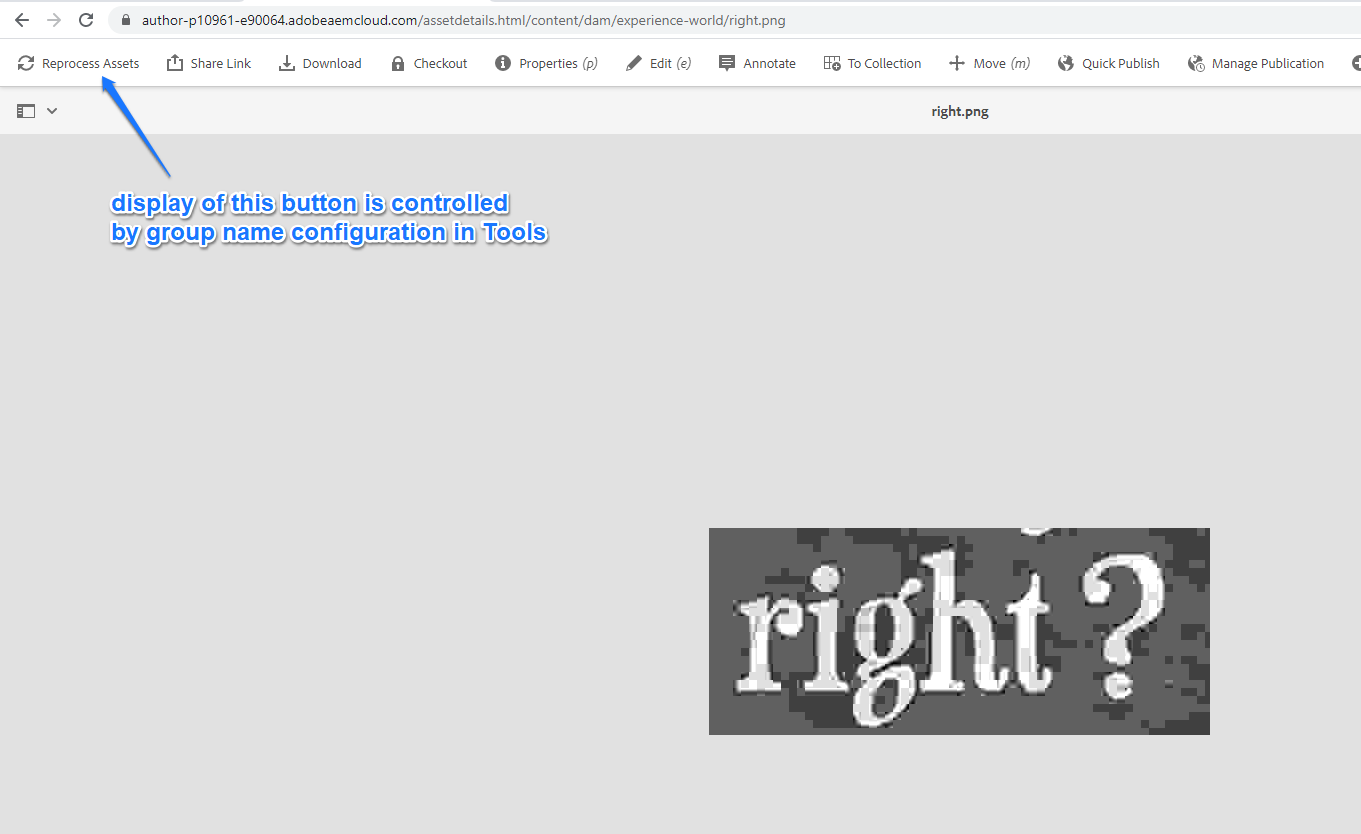 author-p10961-e90064.adobeaemcloud.com/assetdetails.html/content/dam/experience-world/right.png
Reprocess Assets Share Link Download Checkout Properties (p) Edit (e) Annotate To Collection Move (m) Quick Publish Manage Publication
right.png
display of this button is controlled
by group name configuration in Tools
right?